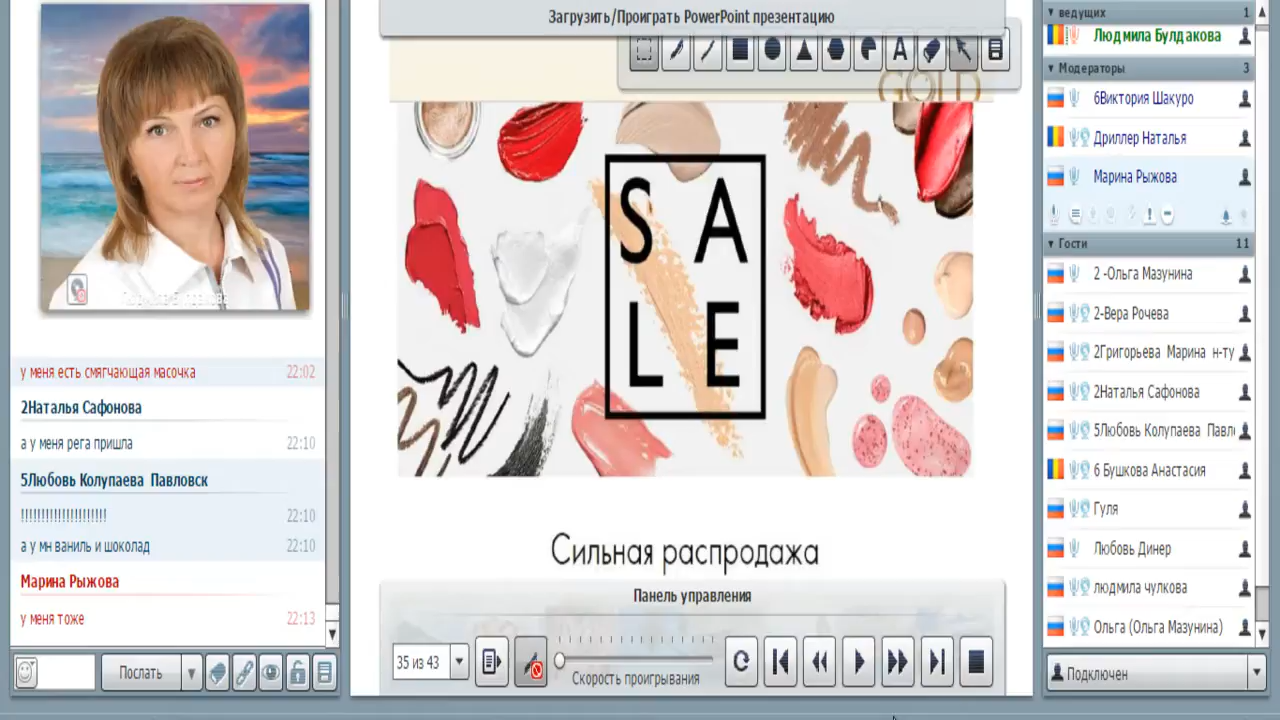 у меня есть смягчающая масочка 22:02
2Наталья Сафонова
а у меня рега пришла 22:10
5Любовь Колупаева Павловск
!!!!!!!!!!!!!!!!!!!!! 22:10
а у мн ваниль и шоколад 22:10
Марина Рыжова
у меня тоже 22:13
Послать
Загрузить/Проиграть PowerPoint презентацию
A
GOLD
S A
L E
Сильная распродажа
Панель управления
35 из 43
Скорость проигрывания
ведущих 1
Людмила Булдакова
Модераторы 3
6Виктория Шакуро
Дриллер Наталья
Марина Рыжова
Гости 11
2 -Ольга Мазунина
2-Вера Рочева
2Григорьева Марина н-ту
2Наталья Сафонова
5Любовь Колупаева Павл
6 Бушкова Анастасия
Гуля
Любовь Динер
людмила чулкова
Ольга (Ольга Мазунина)
Подключен